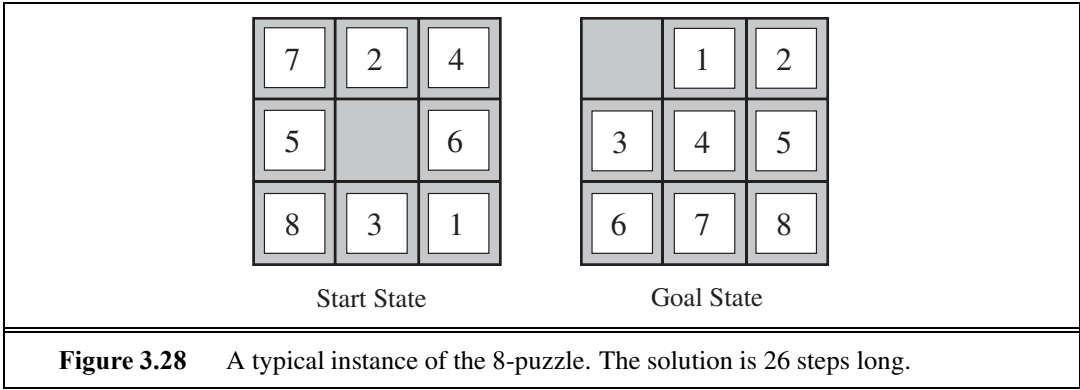 7 2 4 1 2
5 6 3 4 5
8 3 1 6 7 8
Start State Goal State
Figure 3.28 A typical instance of the 8-puzzle. The solution is 26 steps long.